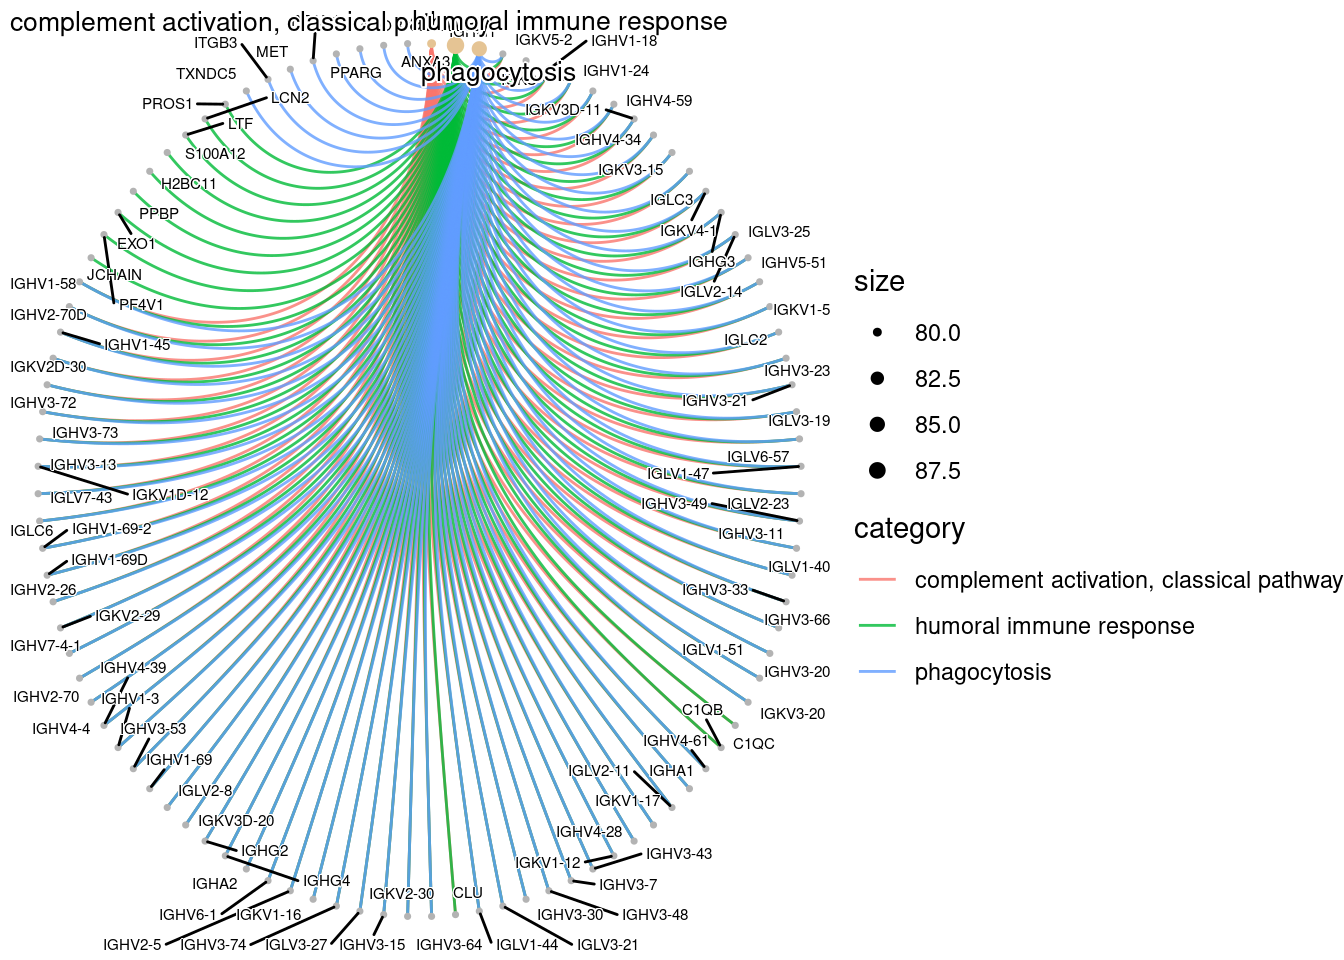 complement activation, classical
humoral immune response
phagocytosis
ITGB3
MET
TXNDC5
PPARG
ANXA3
IGKV5-2
IGHV1-18
IGHV1-24
PROS1
LCN2
IGHV4-59
IGKV3D-11
LTF
IGHV4-34
S100A12
IGKV3-15
H2BC11
IGLC3
PPBP
IGKV4-1
IGLV3-25
EXO1
IGHG3
IGHV5-51
JCHAIN
IGHV1-58
IGLV2-14
PF4V1
IGKV1-5
IGHV2-70D
IGHV1-45
IGLC2
IGKV2D-30
IGHV3-23
IGHV3-72
IGHV3-21
IGLV3-19
IGHV3-73
IGLV6-57
IGHV3-13
IGLV1-47
IGLV7-43
IGKV1D-12
IGHV3-49
IGLV2-23
IGLC6
IGHV1-69-2
IGHV3-11
IGHV1-69D
IGLV1-40
IGHV2-26
IGHV3-33
IGKV2-29
IGHV3-66
IGHV7-4-1
IGLV1-51
IGHV4-39
IGHV3-20
IGHV2-70
IGHV1-3
C1QB
IGKV3-20
IGHV4-4
IGHV3-53
IGHV4-61
C1QC
IGHV1-69
IGLV2-11
IGHA1
IGLV2-8
IGKV1-17
IGKV3D-20
IGHV4-28
IGHG2
IGKV1-12
IGHV3-43
IGHA2
IGHG4
IGHV3-7
IGKV2-30
CLU
IGHV6-1
IGKV1-16
IGHV3-30
IGHV3-48
IGHV2-5
IGHV3-74
IGLV3-27
IGHV3-15
IGHV3-64
IGLV1-44
IGLV3-21
size
80.0
82.5
85.0
87.5
category
complement activation, classical pathway
humoral immune response
phagocytosis